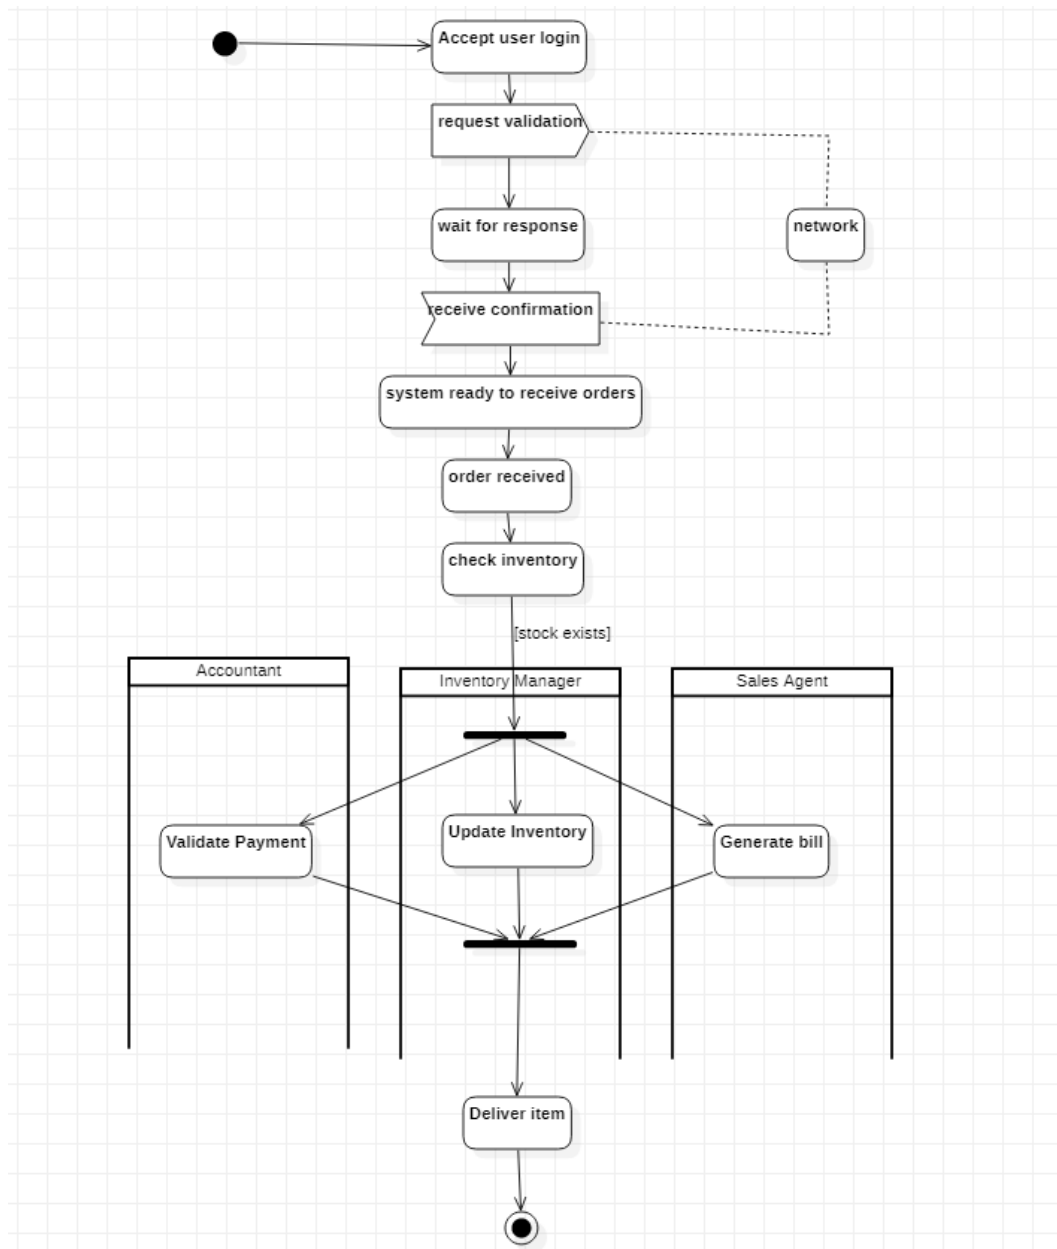 Accept user login
request validation
wait for response
network
receive confirmation
system ready to receive orders
order received
check inventory
[stock exists]
Accountant
Inventory Manager
Sales Agent
Validate Payment
Update Inventory
Generate bill
Deliver item